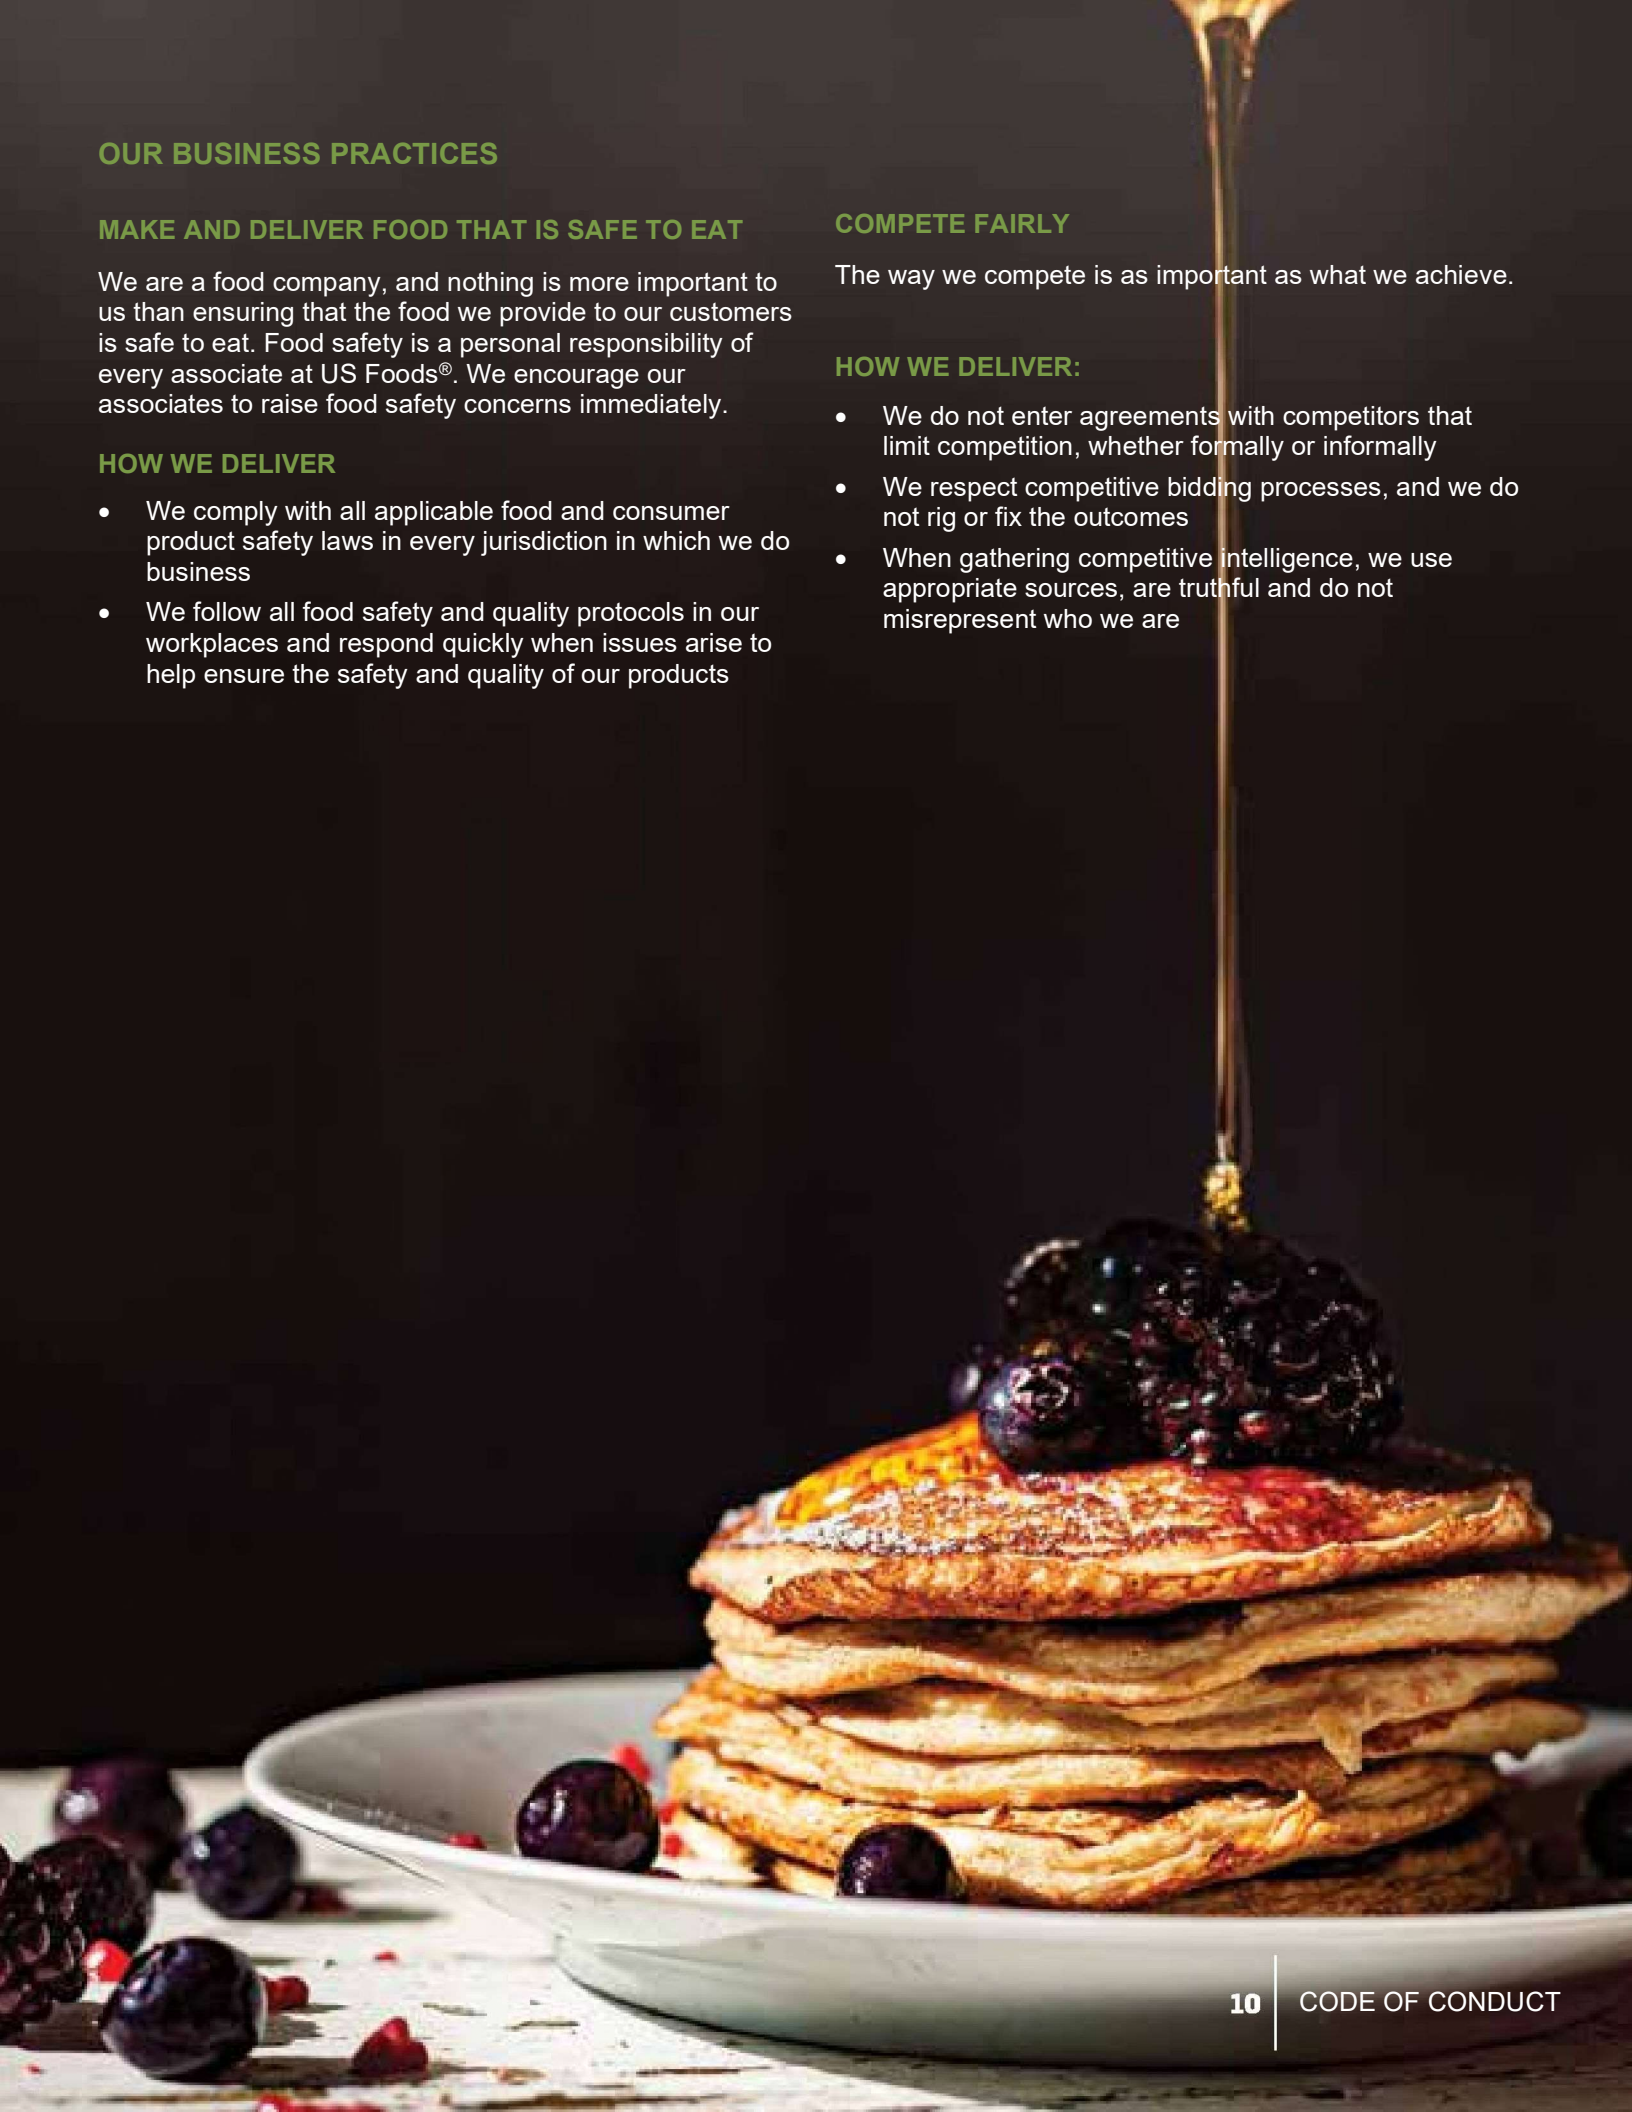 OUR BUSINESS PRACTICES
MAKE AND DELIVER FOOD THAT IS SAFE TO EAT
We are a food company, and nothing is more important to
us than ensuring that the food we provide to our customers
is safe to eat. Food safety is a personal responsibility of
every associate at US Foods®. We encourage our
associates to raise food safety concerns immediately.
HOW WE DELIVER
• We comply with all applicable food and consumer
product safety laws in every jurisdiction in which we do
business
• We follow all food safety and quality protocols in our
workplaces and respond quickly when issues arise to
help ensure the safety and quality of our products
COMPETE FAIRLY
The way we compete is as important as what we achieve.
HOW WE DELIVER:
• We do not enter agreements with competitors that
limit competition, whether formally or informally
• We respect competitive bidding processes, and we do
not rig or fix the outcomes
• When gathering competitive intelligence, we use
appropriate sources, are truthful and do not
misrepresent who we are
10 CODE OF CONDUCT